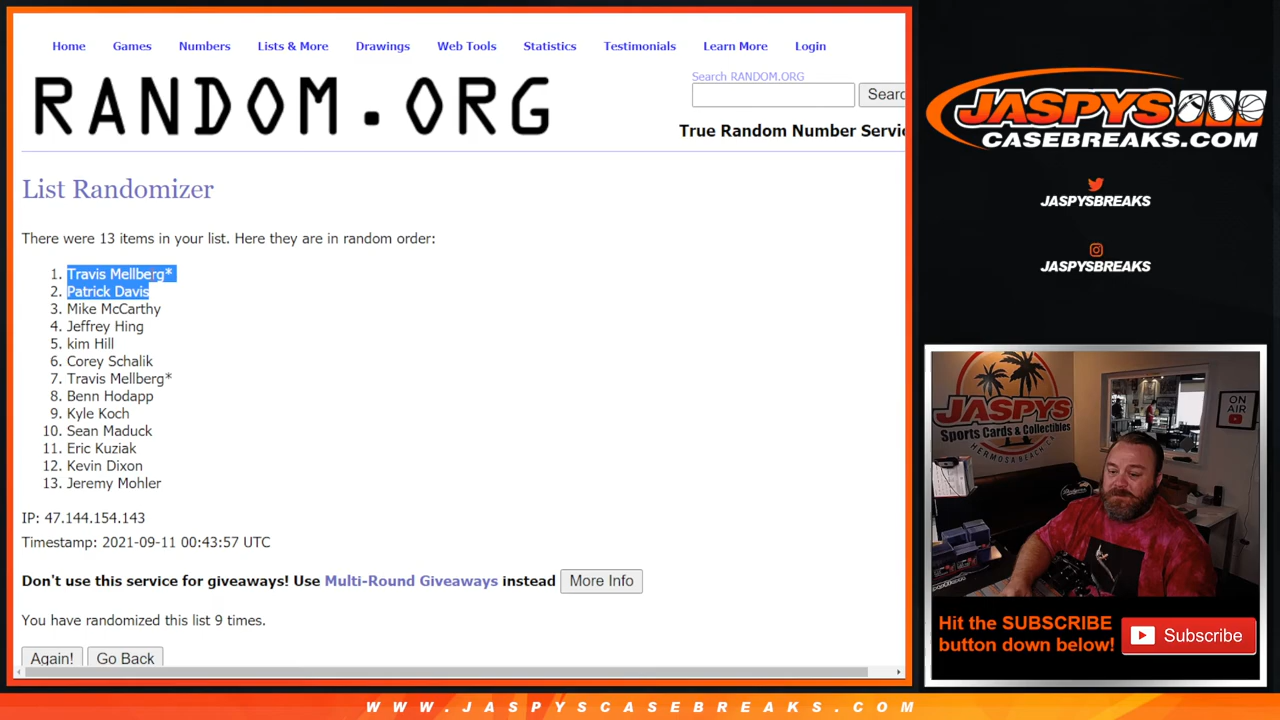 Home Games Numbers Lists & More Drawings Web Tools Statistics Testimonials Learn More Login
RANDOM.ORG
Search RANDOM.ORG
Searc
True Random Number Servic
List Randomizer
There were 13 items in your list. Here they are in random order:
1. Travis Mellberg*
2. Patrick Davis
3. Mike McCarthy
4. Jeffrey Hing
5. kim Hill
6. Corey Schalik
7. Travis Mellberg*
8. Benn Hodapp
9. Kyle Koch
10. Sean Maduck
11. Eric Kuziak
12. Kevin Dixon
13. Jeremy Mohler
IP: 47.144.154.143
Timestamp: 2021-09-11 00:43:57 UTC
Don't use this service for giveaways! Use Multi-Round Giveaways instead More Info
You have randomized this list 9 times.
Again! Go Back
JASPYS
CASEBREAKS.COM
JASPYSBREAKS
JASPYSBREAKS
JASPYS
Sports Cards & Collectibles
HERMOSA BEACH, CA
ON
AIR
Hit the SUBSCRIBE
button down below!
Subscribe
WWW.JASPYSCASEBREAKS.COM